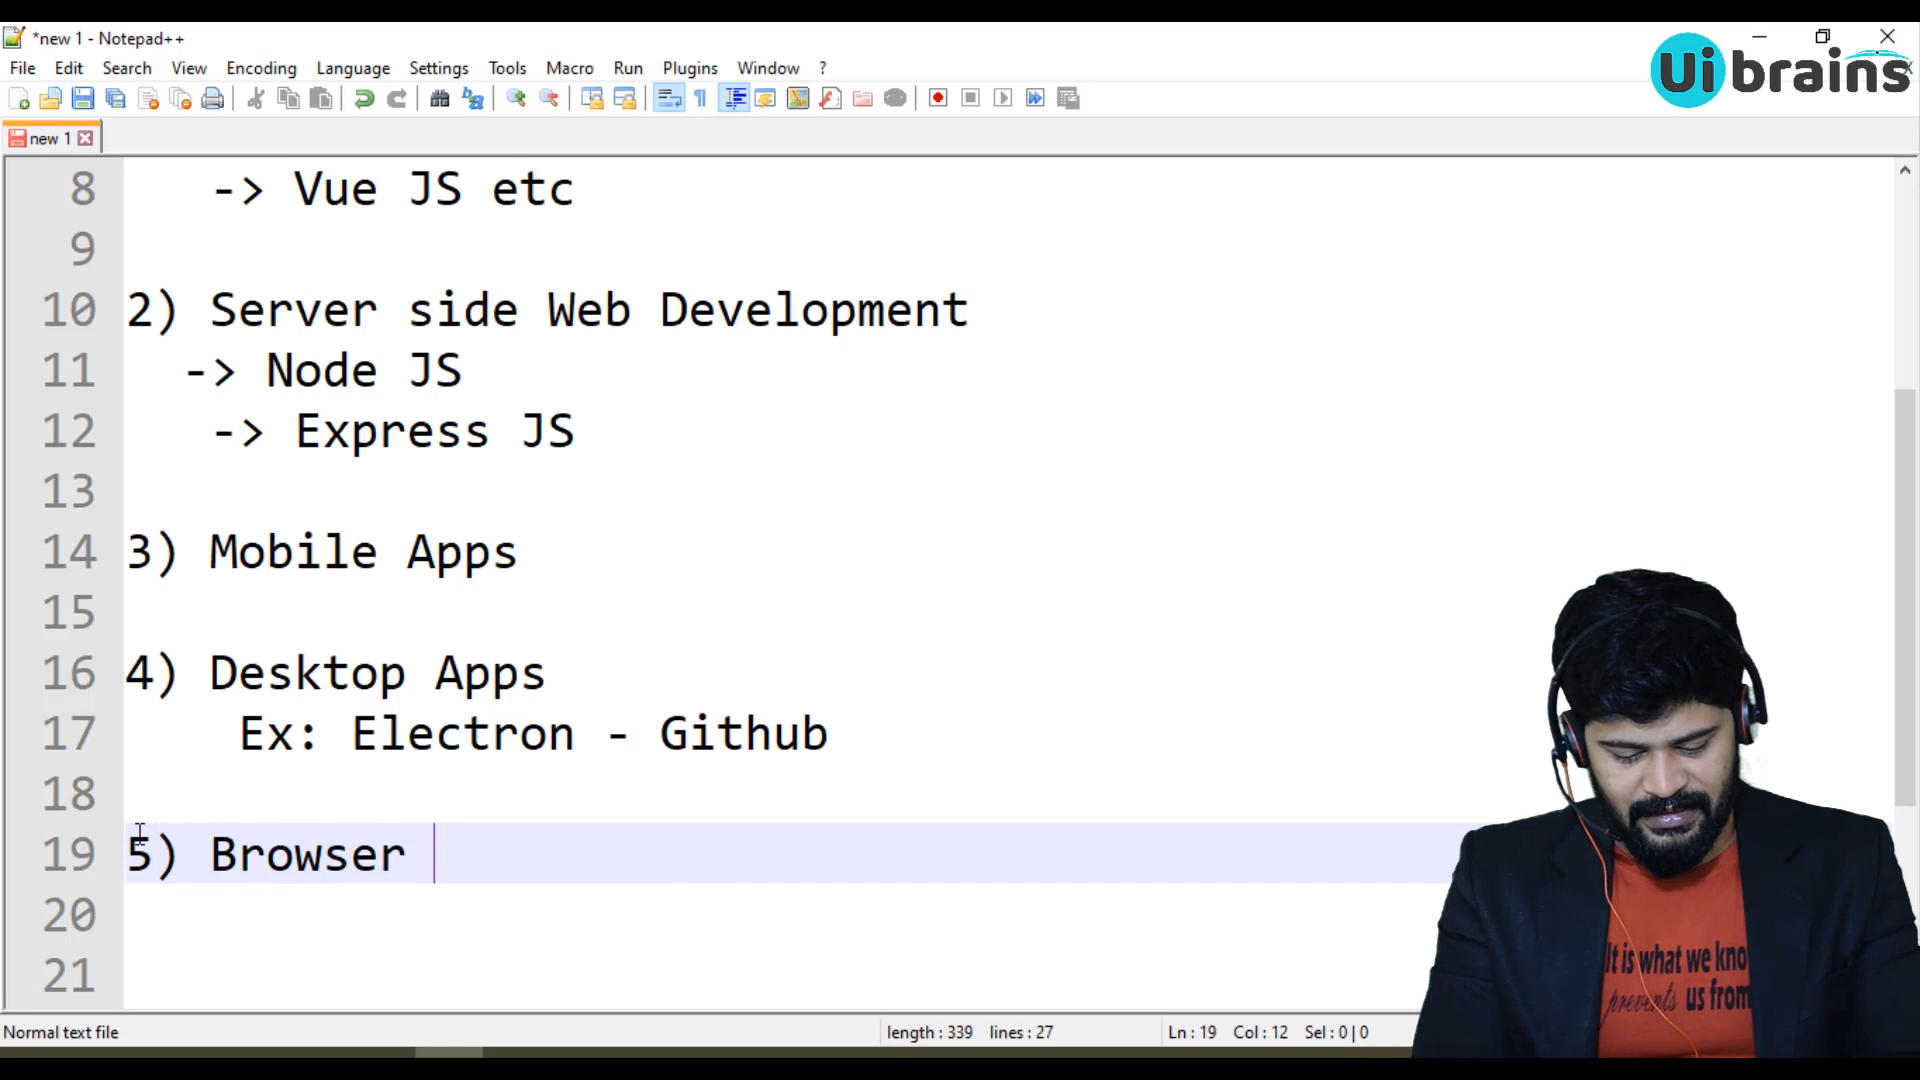 *new 1 - Notepad++
Ui brains
File Edit Search View Encoding Language Settings Tools Macro Run Plugins Window ?
new 1
8 -> Vue JS etc
9
10 2) Server side Web Development
11 -> Node JS
12 -> Express JS
13
14 3) Mobile Apps
15
16 4) Desktop Apps
17 Ex: Electron - Github
18
19 5) Browser
20
21
It is what we kno
prevents us from
Normal text file length : 339 lines : 27 Ln : 19 Col : 12 Sel : 0 | 0